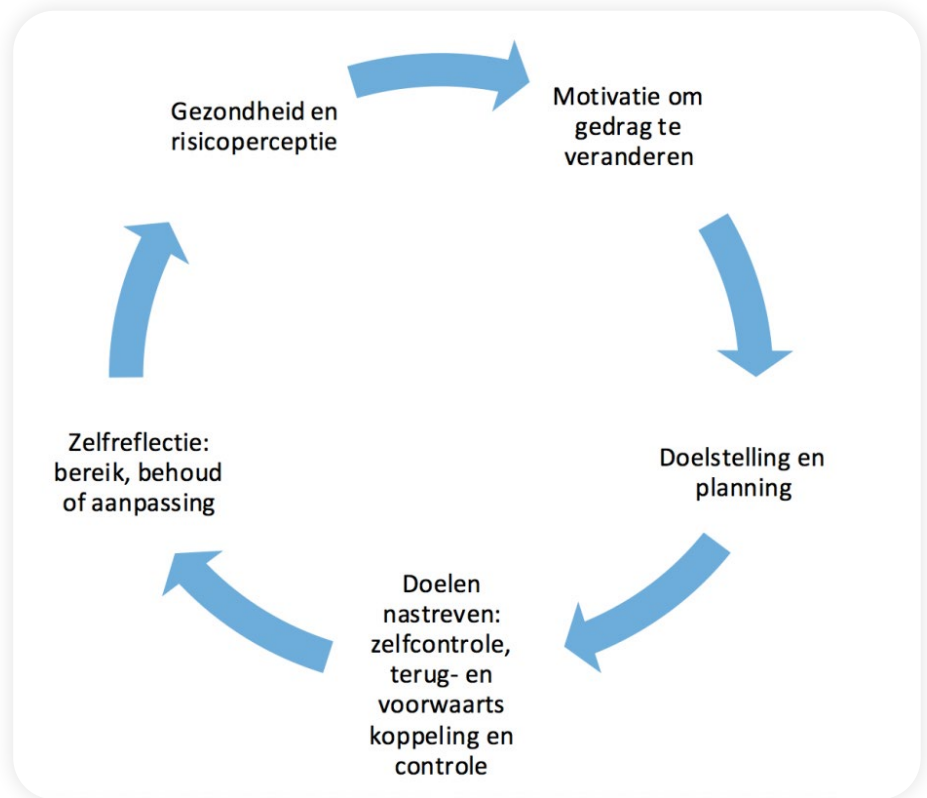 Gezondheid en
risicoperceptie
Motivatie om
gedrag te
veranderen
Doelstelling en
planning
Doelen
nastreven:
zelfcontrole,
terug- en
voorwaarts
koppeling en
controle
Zelfreflectie:
bereik, behoud
of aanpassing